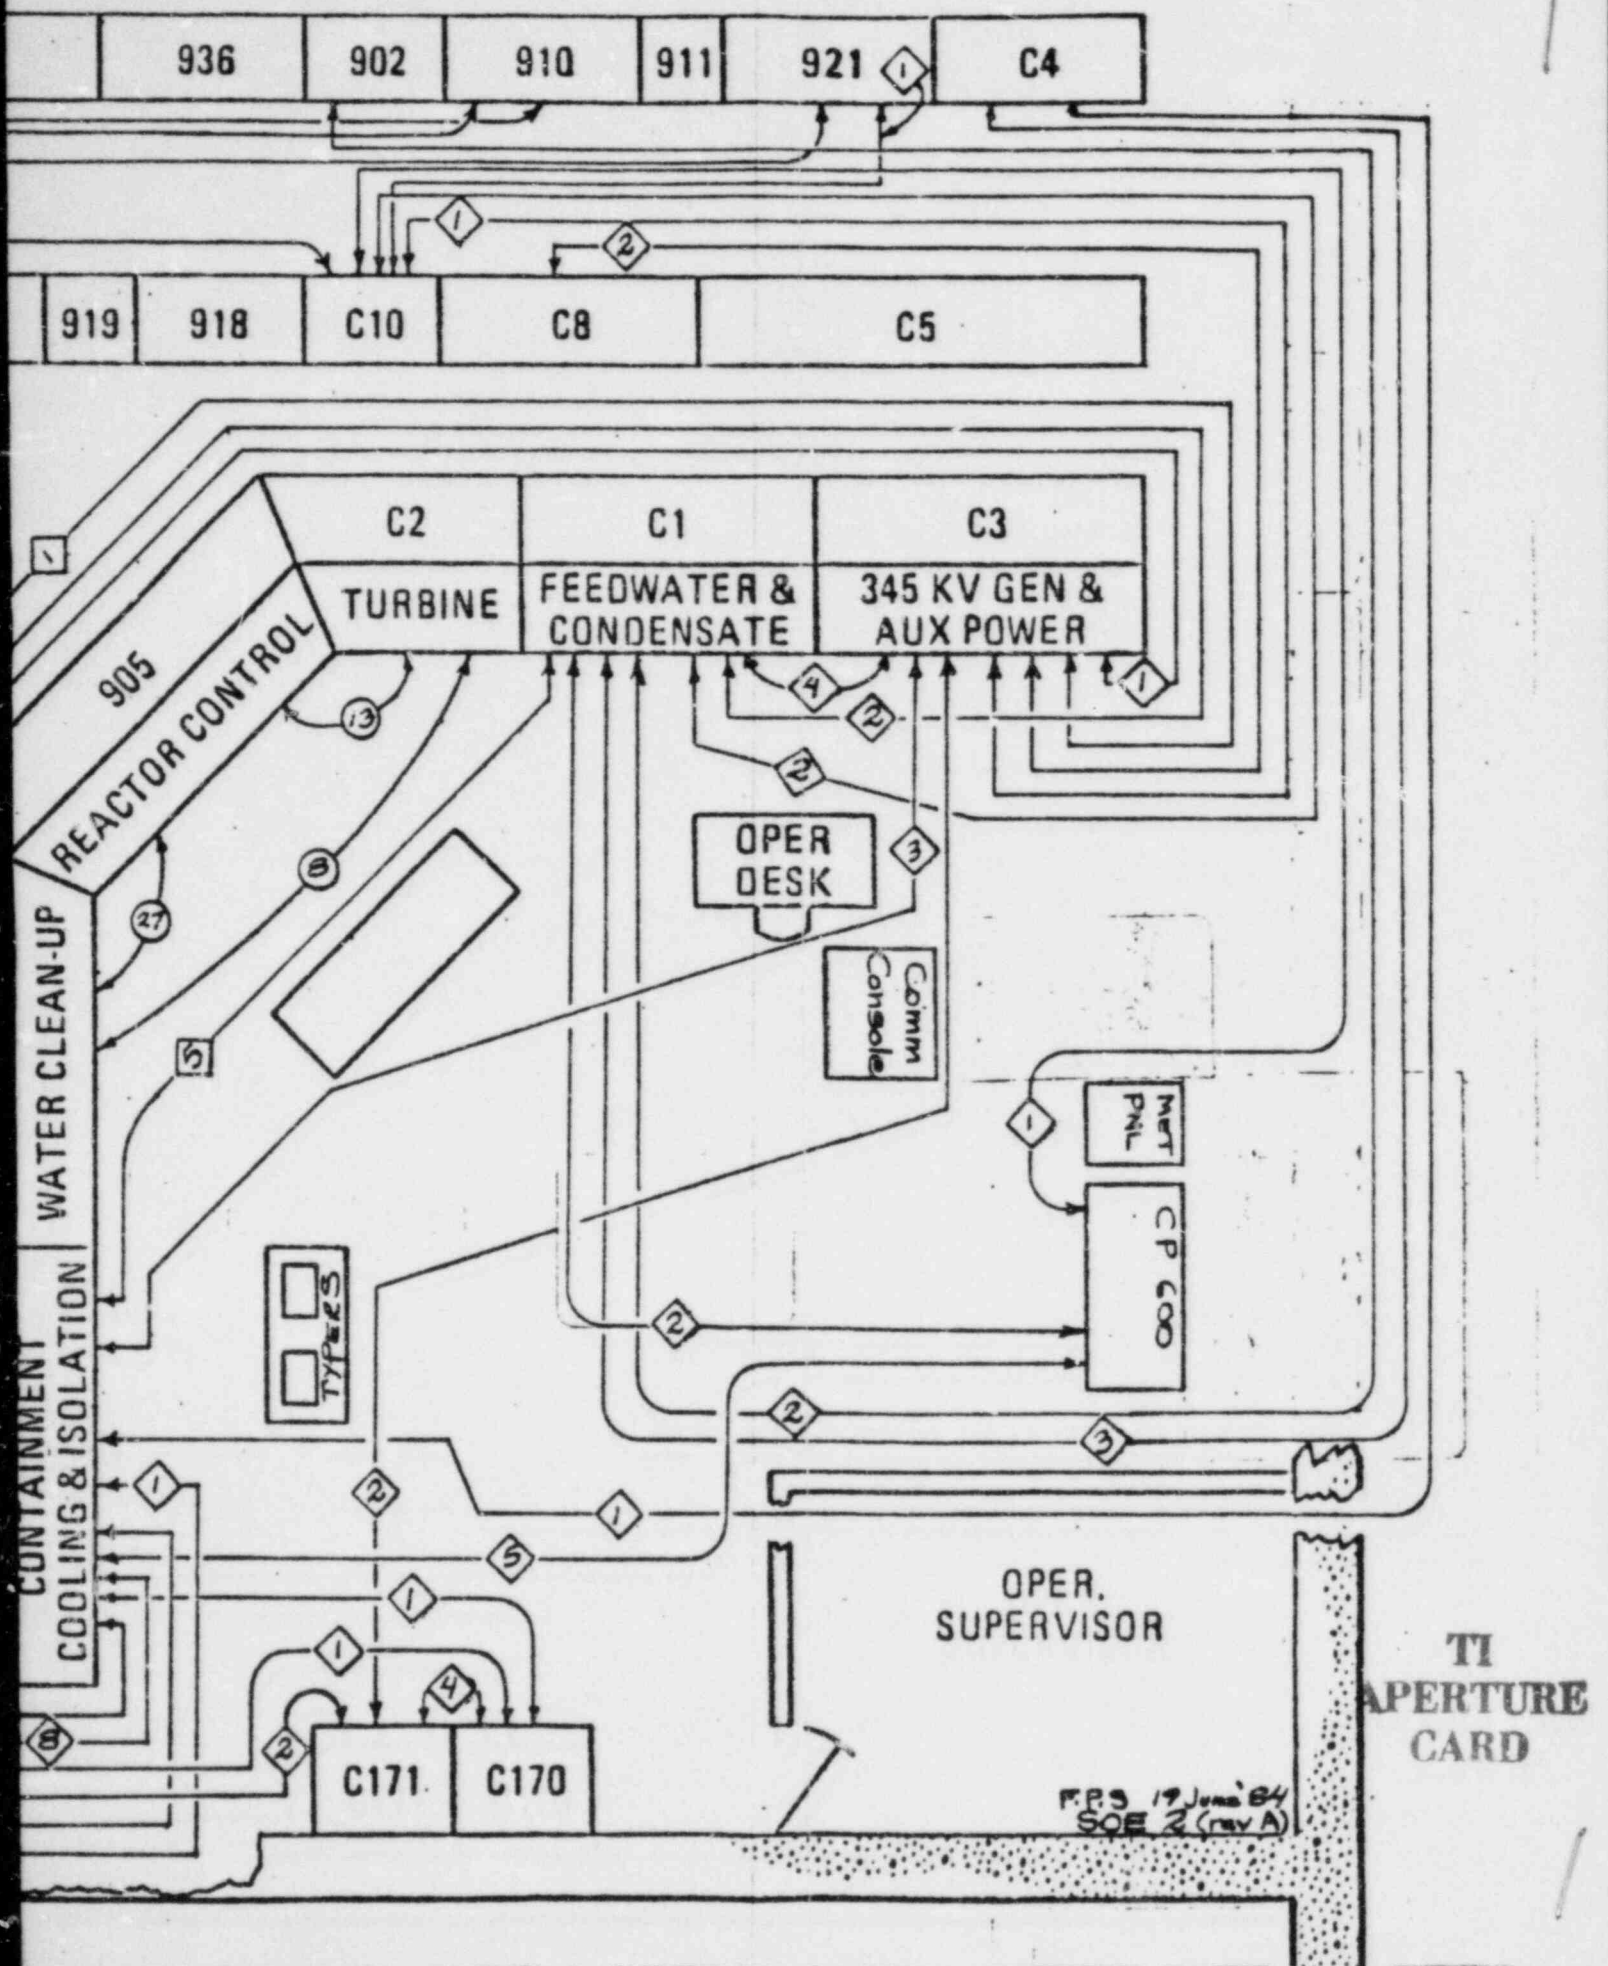 936
902
910
911
921
1
C4
1
2
919
918
C10
C8
C5
1
C2
C1
C3
TURBINE
FEEDWATER &
CONDENSATE
345 KV GEN &
AUX POWER
905
REACTOR CONTROL
13
4
1
2
2
8
OPER
DESK
3
27
WATER CLEAN-UP
Comm
Console
5
MET
PNL
1
CP 600
TYPERS
2
CONTAINMENT
COOLING & ISOLATION
2
3
1
2
1
5
1
1
4
OPER.
SUPERVISOR
8
2
C171
C170
F.P.S 19 June '84
SOE 2 (rev A)
TI
APERTURE
CARD